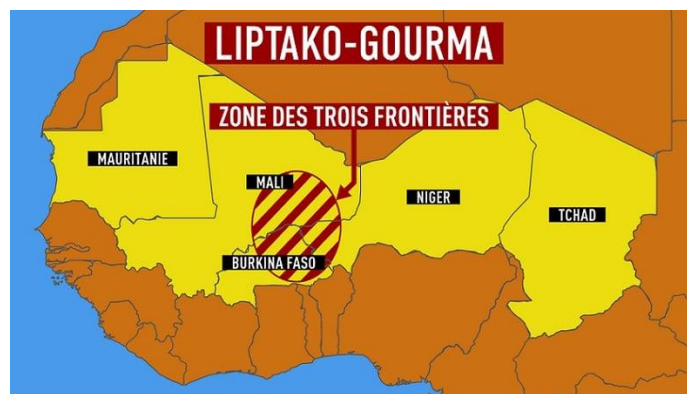 LIPTAKO-GOURMA
ZONE DES TROIS FRONTIÈRES
MAURITANIE
MALI
NIGER
TCHAD
BURKINA FASO